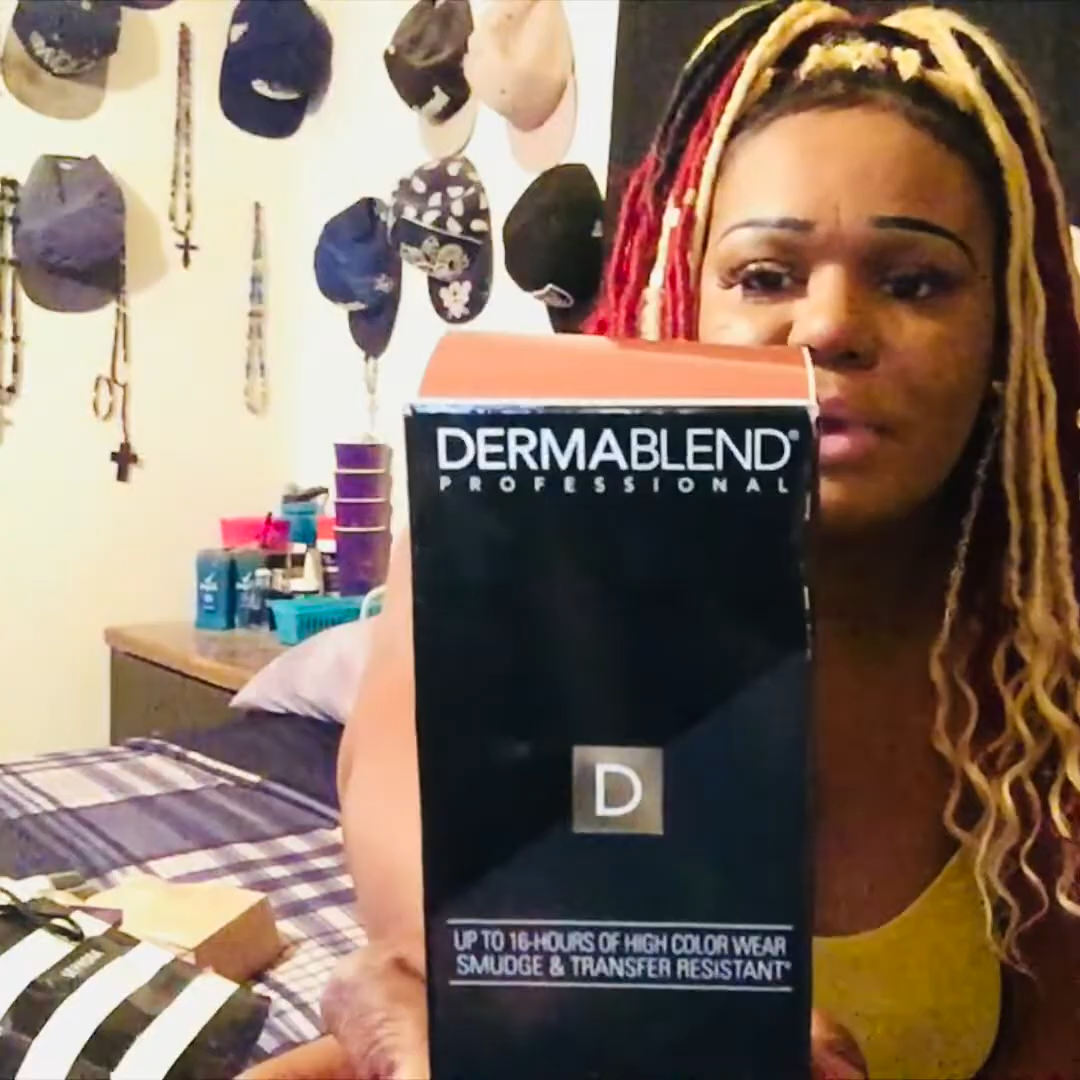 DERMABLEND®
PROFESSIONAL
D
UP TO 16-HOURS OF HIGH COLOR WEAR
SMUDGE & TRANSFER RESISTANT*